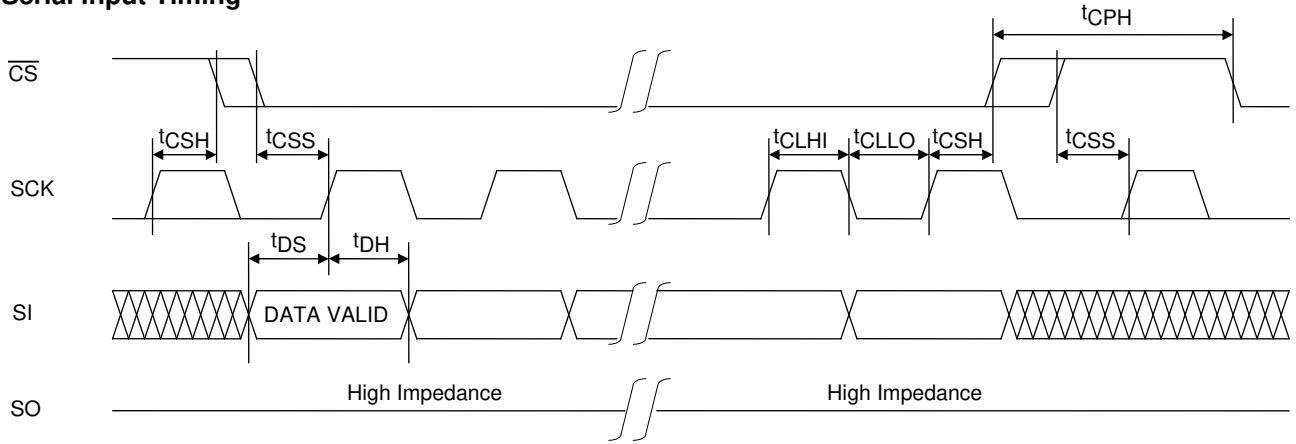 Serial Input Timing
tCPH
CS
tCSH
tCSS
tCLHI
tCLLO
tCSH
tCSS
SCK
tDS
tDH
SI
DATA VALID
High Impedance
High Impedance
SO